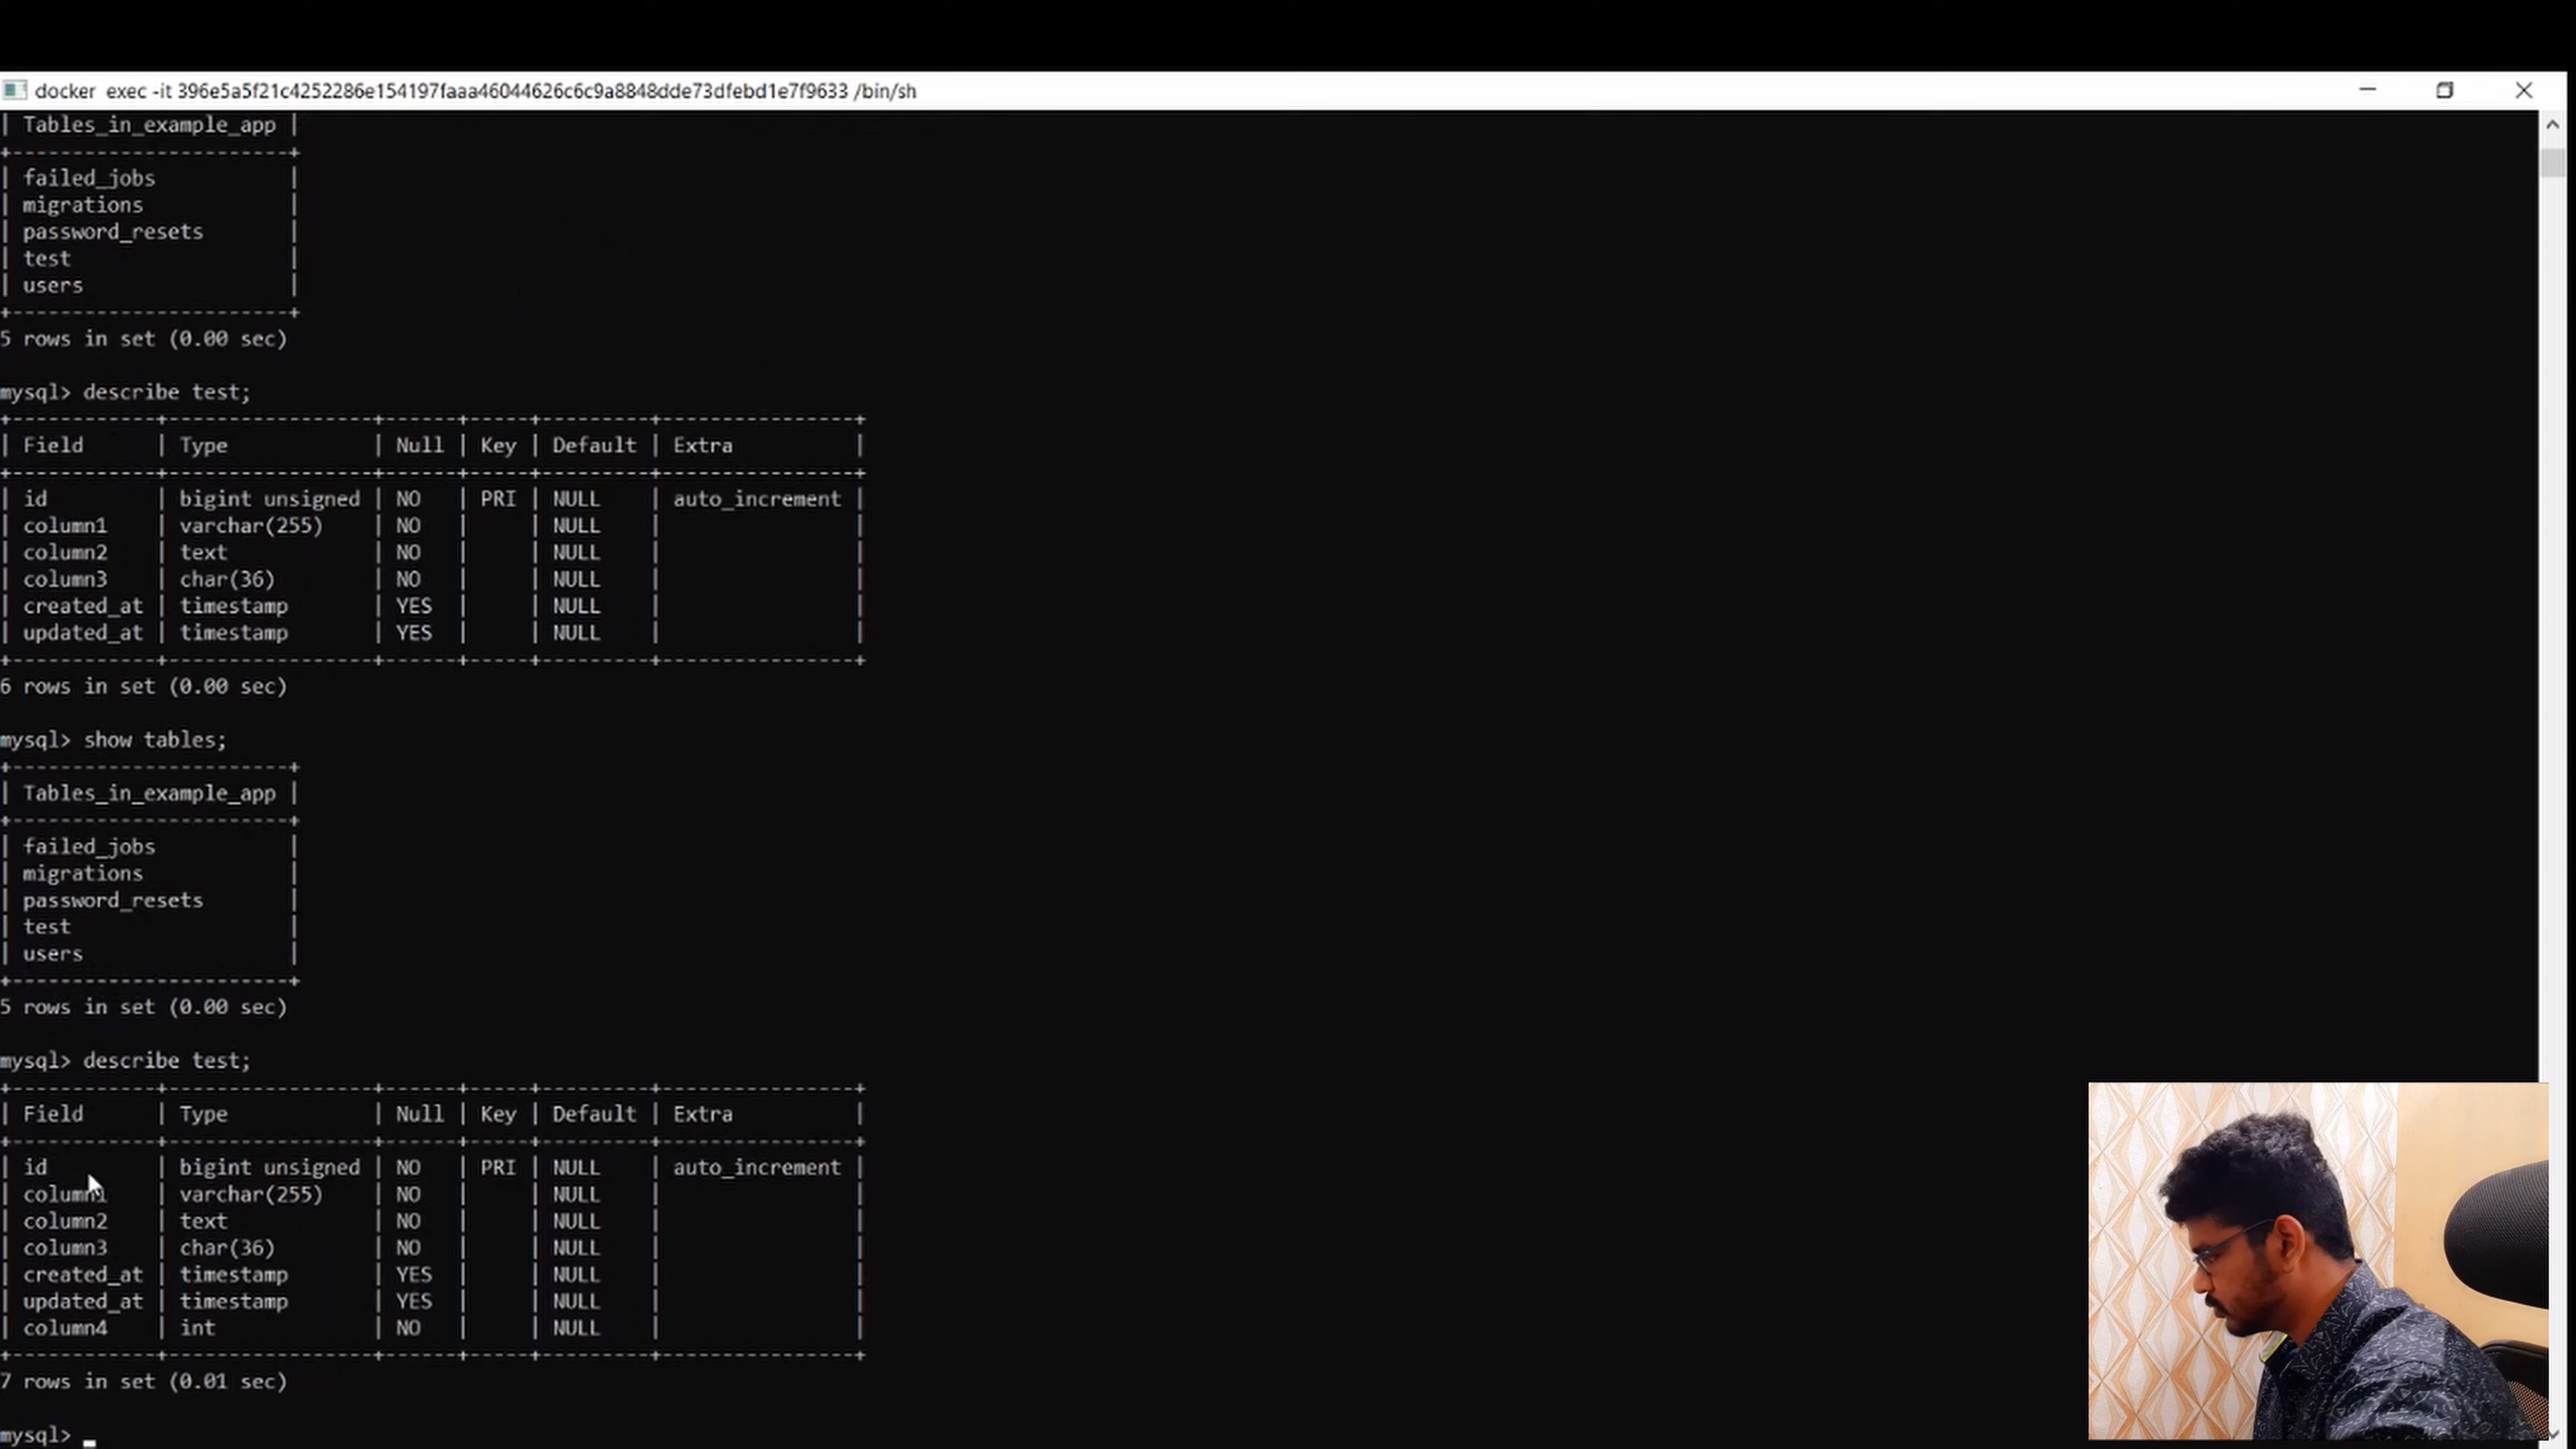 docker exec -it 396e5a5f21c4252286e154197faaa46044626c6c9a8848dde73dfebd1e7f9633 /bin/sh
| Tables_in_example_app |
+-----------------------+
| failed_jobs           |
| migrations            |
| password_resets       |
| test                  |
| users                 |
+-----------------------+
5 rows in set (0.00 sec)
mysql> describe test;
+------------+-----------------+------+-----+---------+----------------+
| Field      | Type            | Null | Key | Default | Extra          |
+------------+-----------------+------+-----+---------+----------------+
| id         | bigint unsigned | NO   | PRI | NULL    | auto_increment |
| column1    | varchar(255)    | NO   |     | NULL    |                |
| column2    | text            | NO   |     | NULL    |                |
| column3    | char(36)        | NO   |     | NULL    |                |
| created_at | timestamp       | YES  |     | NULL    |                |
| updated_at | timestamp       | YES  |     | NULL    |                |
+------------+-----------------+------+-----+---------+----------------+
6 rows in set (0.00 sec)
mysql> show tables;
+-----------------------+
| Tables_in_example_app |
+-----------------------+
| failed_jobs           |
| migrations            |
| password_resets       |
| test                  |
| users                 |
+-----------------------+
5 rows in set (0.00 sec)
mysql> describe test;
+------------+-----------------+------+-----+---------+----------------+
| Field      | Type            | Null | Key | Default | Extra          |
+------------+-----------------+------+-----+---------+----------------+
| id         | bigint unsigned | NO   | PRI | NULL    | auto_increment |
| column1    | varchar(255)    | NO   |     | NULL    |                |
| column2    | text            | NO   |     | NULL    |                |
| column3    | char(36)        | NO   |     | NULL    |                |
| created_at | timestamp       | YES  |     | NULL    |                |
| updated_at | timestamp       | YES  |     | NULL    |                |
| column4    | int             | NO   |     | NULL    |                |
+------------+-----------------+------+-----+---------+----------------+
7 rows in set (0.01 sec)
mysql>